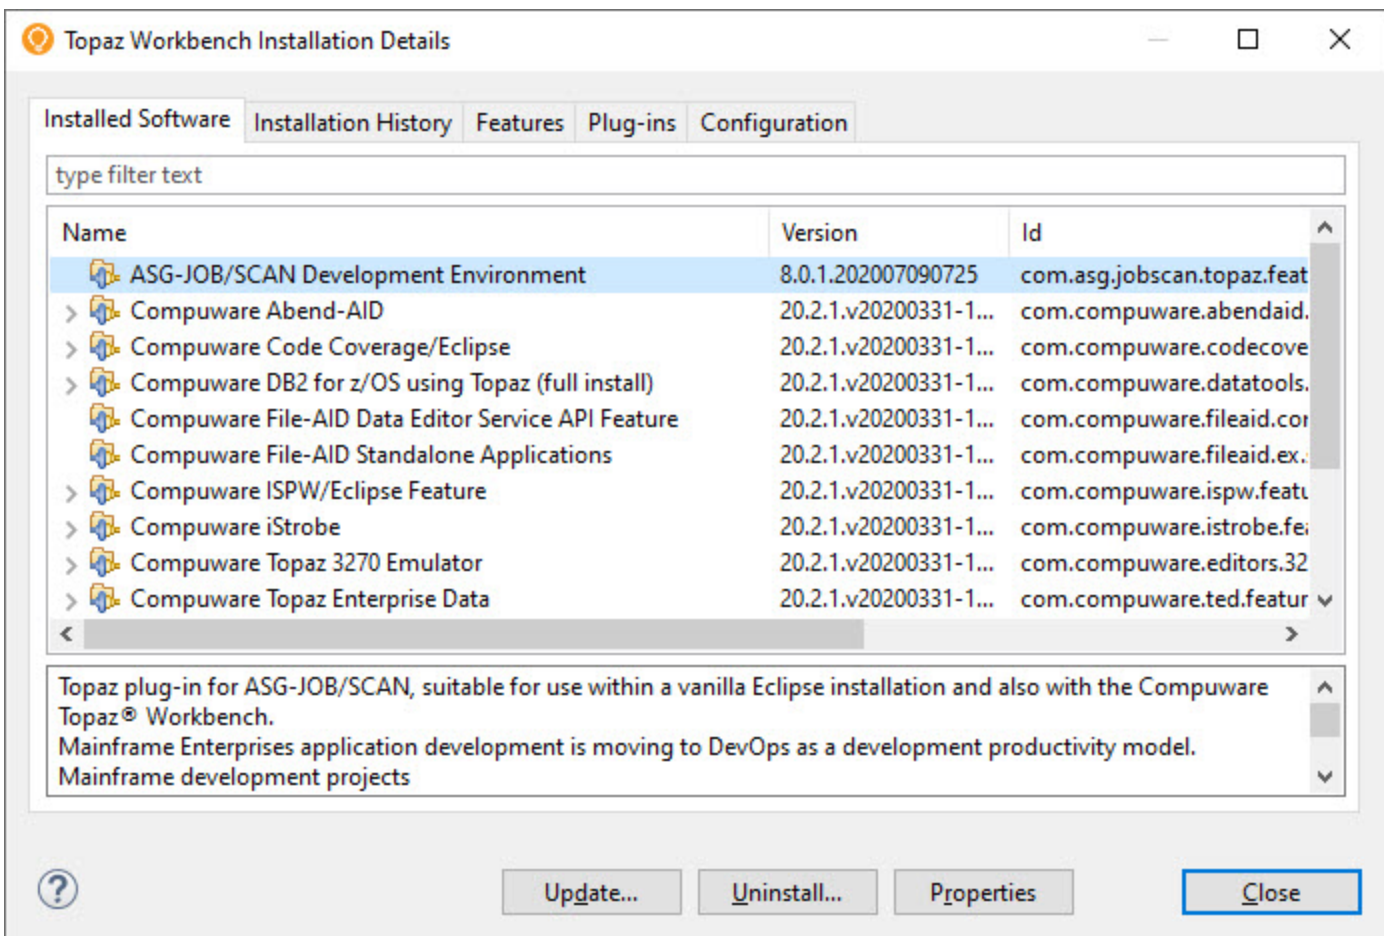 Topaz Workbench Installation Details
Installed Software Installation History Features Plug-ins Configuration
type filter text
Name Version Id
ASG-JOB/SCAN Development Environment 8.0.1.202007090725 com.asg.jobscan.topaz.feat
Compuware Abend-AID 20.2.1.v20200331-1... com.compuware.abendaid.
Compuware Code Coverage/Eclipse 20.2.1.v20200331-1... com.compuware.codecove
Compuware DB2 for z/OS using Topaz (full install) 20.2.1.v20200331-1... com.compuware.datatools.
Compuware File-AID Data Editor Service API Feature 20.2.1.v20200331-1... com.compuware.fileaid.cor
Compuware File-AID Standalone Applications 20.2.1.v20200331-1... com.compuware.fileaid.ex.
Compuware ISPW/Eclipse Feature 20.2.1.v20200331-1... com.compuware.ispw.featu
Compuware iStrobe 20.2.1.v20200331-1... com.compuware.istrobe.fea
Compuware Topaz 3270 Emulator 20.2.1.v20200331-1... com.compuware.editors.32
Compuware Topaz Enterprise Data 20.2.1.v20200331-1... com.compuware.ted.featur
Topaz plug-in for ASG-JOB/SCAN, suitable for use within a vanilla Eclipse installation and also with the Compuware
Topaz® Workbench.
Mainframe Enterprises application development is moving to DevOps as a development productivity model.
Mainframe development projects
? Update... Uninstall... Properties Close